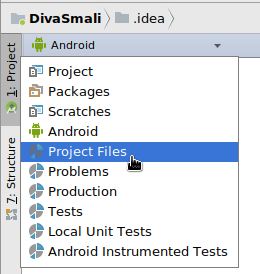 DivaSmali .idea
1: Project
Android
Project
Packages
Scratches
Android
Project Files
Problems
Production
Tests
Local Unit Tests
Android Instrumented Tests
7: Structure